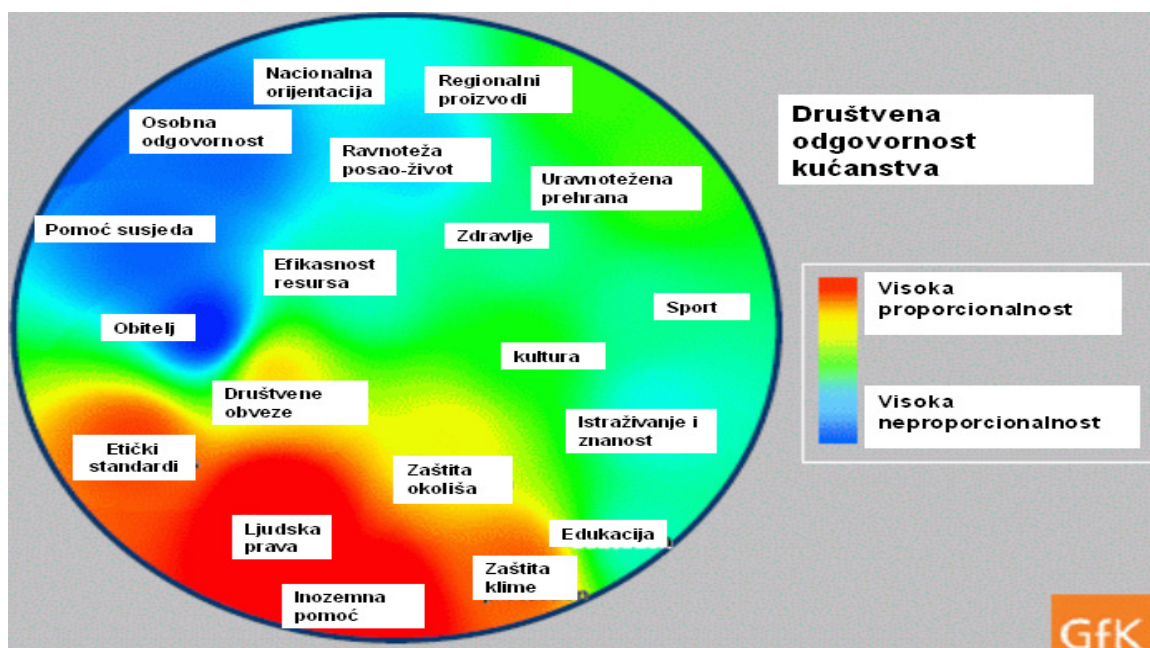 Nacionalna
orijentacija
Regionalni
proizvodi
Osobna
odgovornost
Ravnoteža
posao-život
Uravnotežena
prehrana
Pomoć susjeda
Zdravlje
Efikasnost
resursa
Sport
Obitelj
kultura
Društvene
obveze
Istraživanje i
znanost
Etički
standardi
Zaštita
okoliša
Ljudska
prava
Edukacija
Zaštita
klime
Inozemna
pomoć
Društvena
odgovornost
kućanstva
Visoka
proporcionalnost
Visoka
neproporcionalnost
GfK